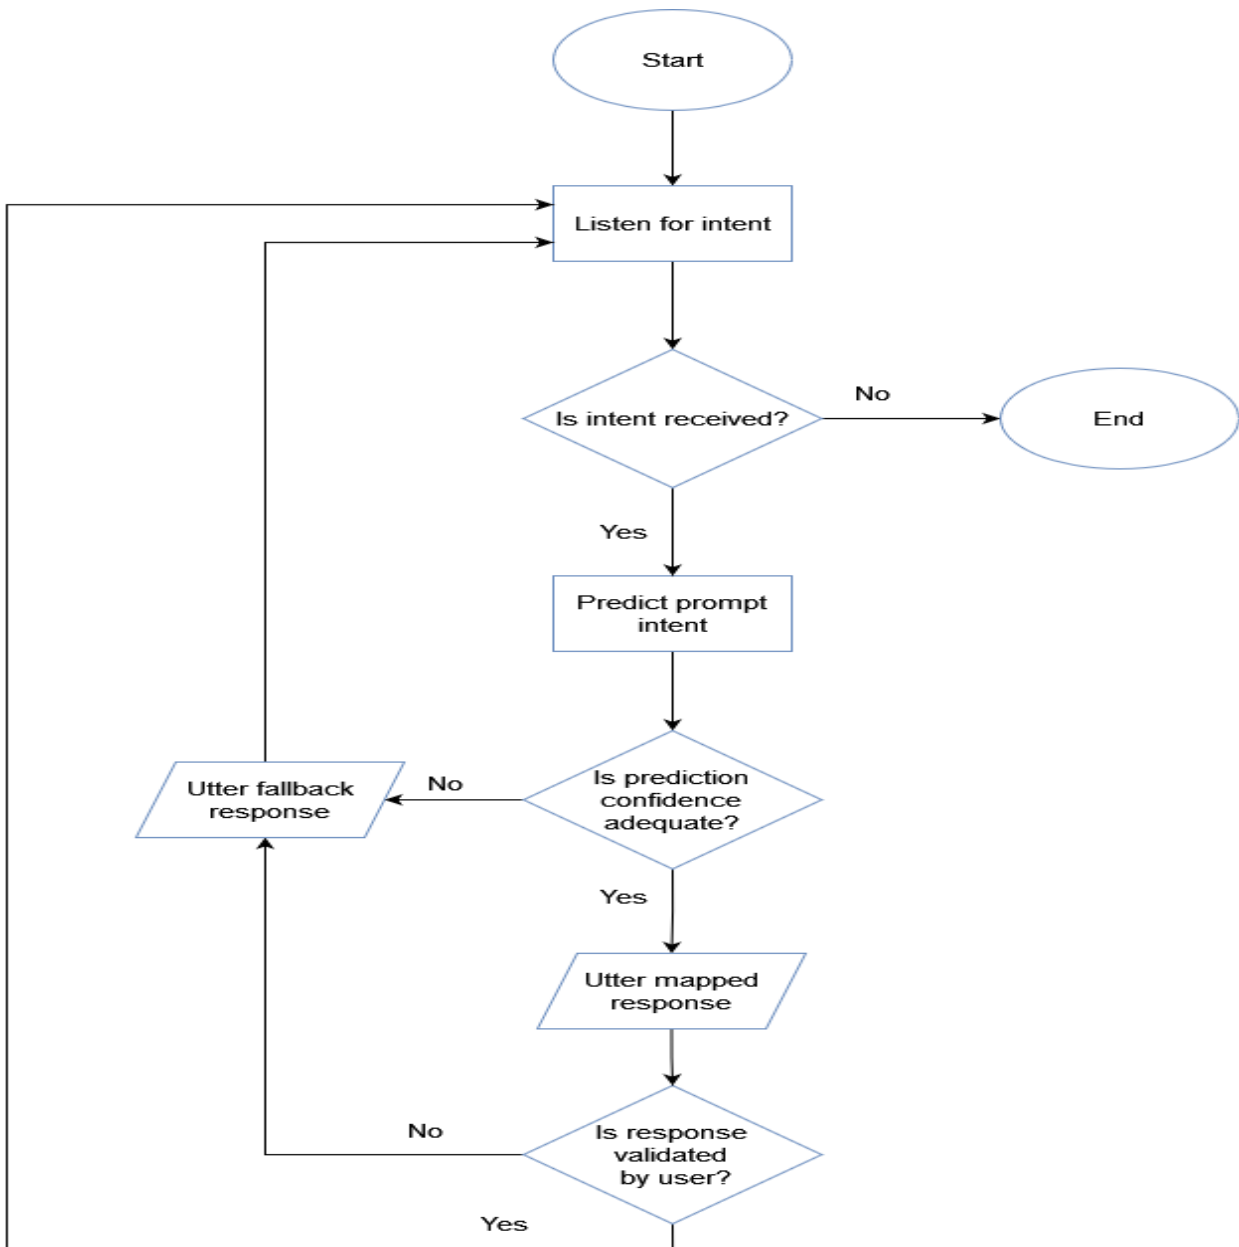 Start
Listen for intent
Is intent received?
No
End
Yes
Predict prompt
intent
Is prediction
confidence
adequate?
No
Utter fallback
response
Yes
Utter mapped
response
Is response
validated
by user?
No
Yes